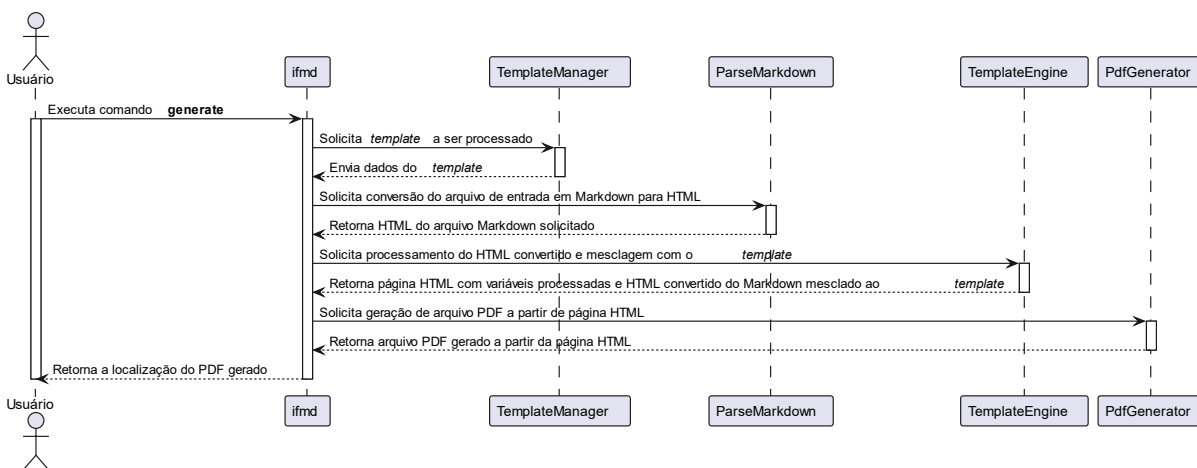 Usuário
ifmd
TemplateManager
ParseMarkdown
TemplateEngine
PdfGenerator
Executa comando generate
Solicita template a ser processado
Envia dados do template
Solicita conversão do arquivo de entrada em Markdown para HTML
Retorna HTML do arquivo Markdown solicitado
Solicita processamento do HTML convertido e mesclagem com o template
Retorna página HTML com variáveis processadas e HTML convertido do Markdown mesclado ao template
Solicita geração de arquivo PDF a partir de página HTML
Retorna arquivo PDF gerado a partir da página HTML
Retorna a localização do PDF gerado
Usuário
ifmd
TemplateManager
ParseMarkdown
TemplateEngine
PdfGenerator